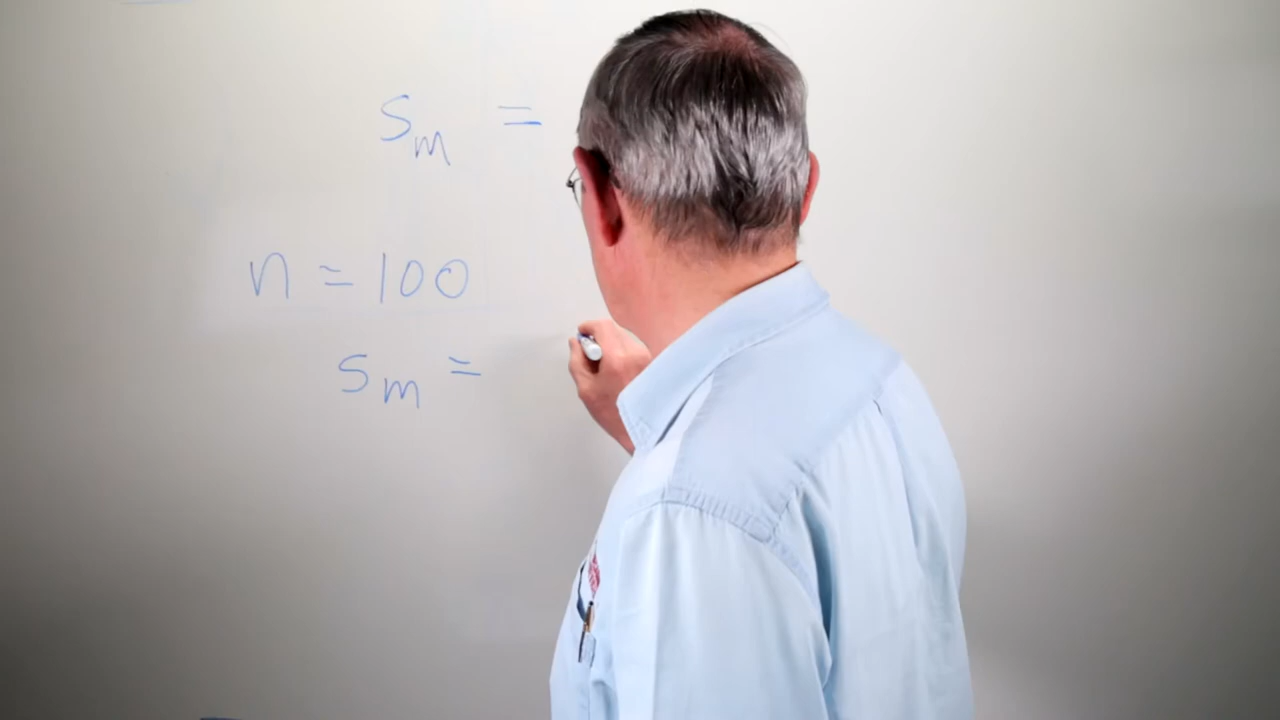 Sm =
n = 100
Sm =